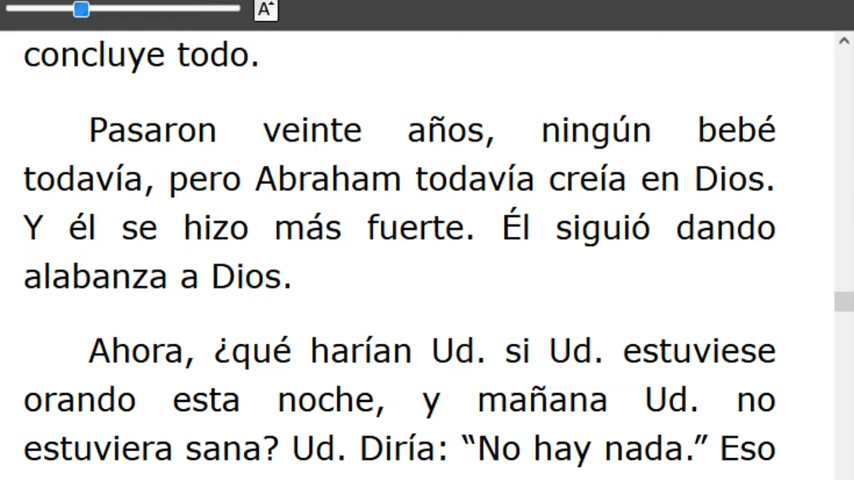 A
concluye todo.
Pasaron veinte años, ningún bebé
todavía, pero Abraham todavía creía en Dios.
Y él se hizo más fuerte. Él siguió dando
alabanza a Dios.
Ahora, ¿qué harían Ud. si Ud. estuviese
orando esta noche, y mañana Ud. no
estuviera sana? Ud. Diría: “No hay nada.” Eso